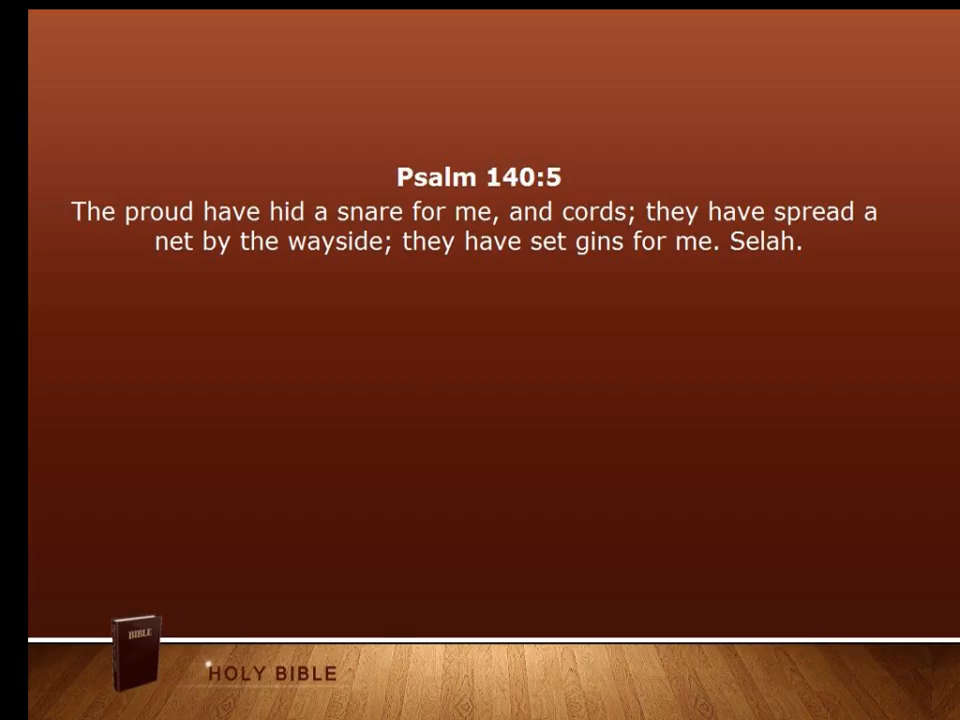 Psalm 140:5
The proud have hid a snare for me, and cords; they have spread a
net by the wayside; they have set gins for me. Selah.
BIBLE
HOLY BIBLE